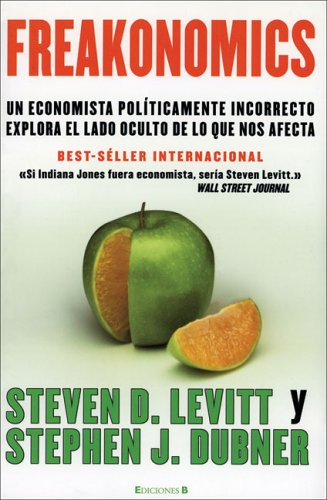 FREAKONOMICS
UN ECONOMISTA POLÍTICAMENTE INCORRECTO
EXPLORA EL LADO OCULTO DE LO QUE NOS AFECTA
BEST-SÉLLER INTERNACIONAL
«Si Indiana Jones fuera economista, sería Steven Levitt.»
WALL STREET JOURNAL
STEVEN D. LEVITT y
STEPHEN J. DUBNER
EDICIONES B